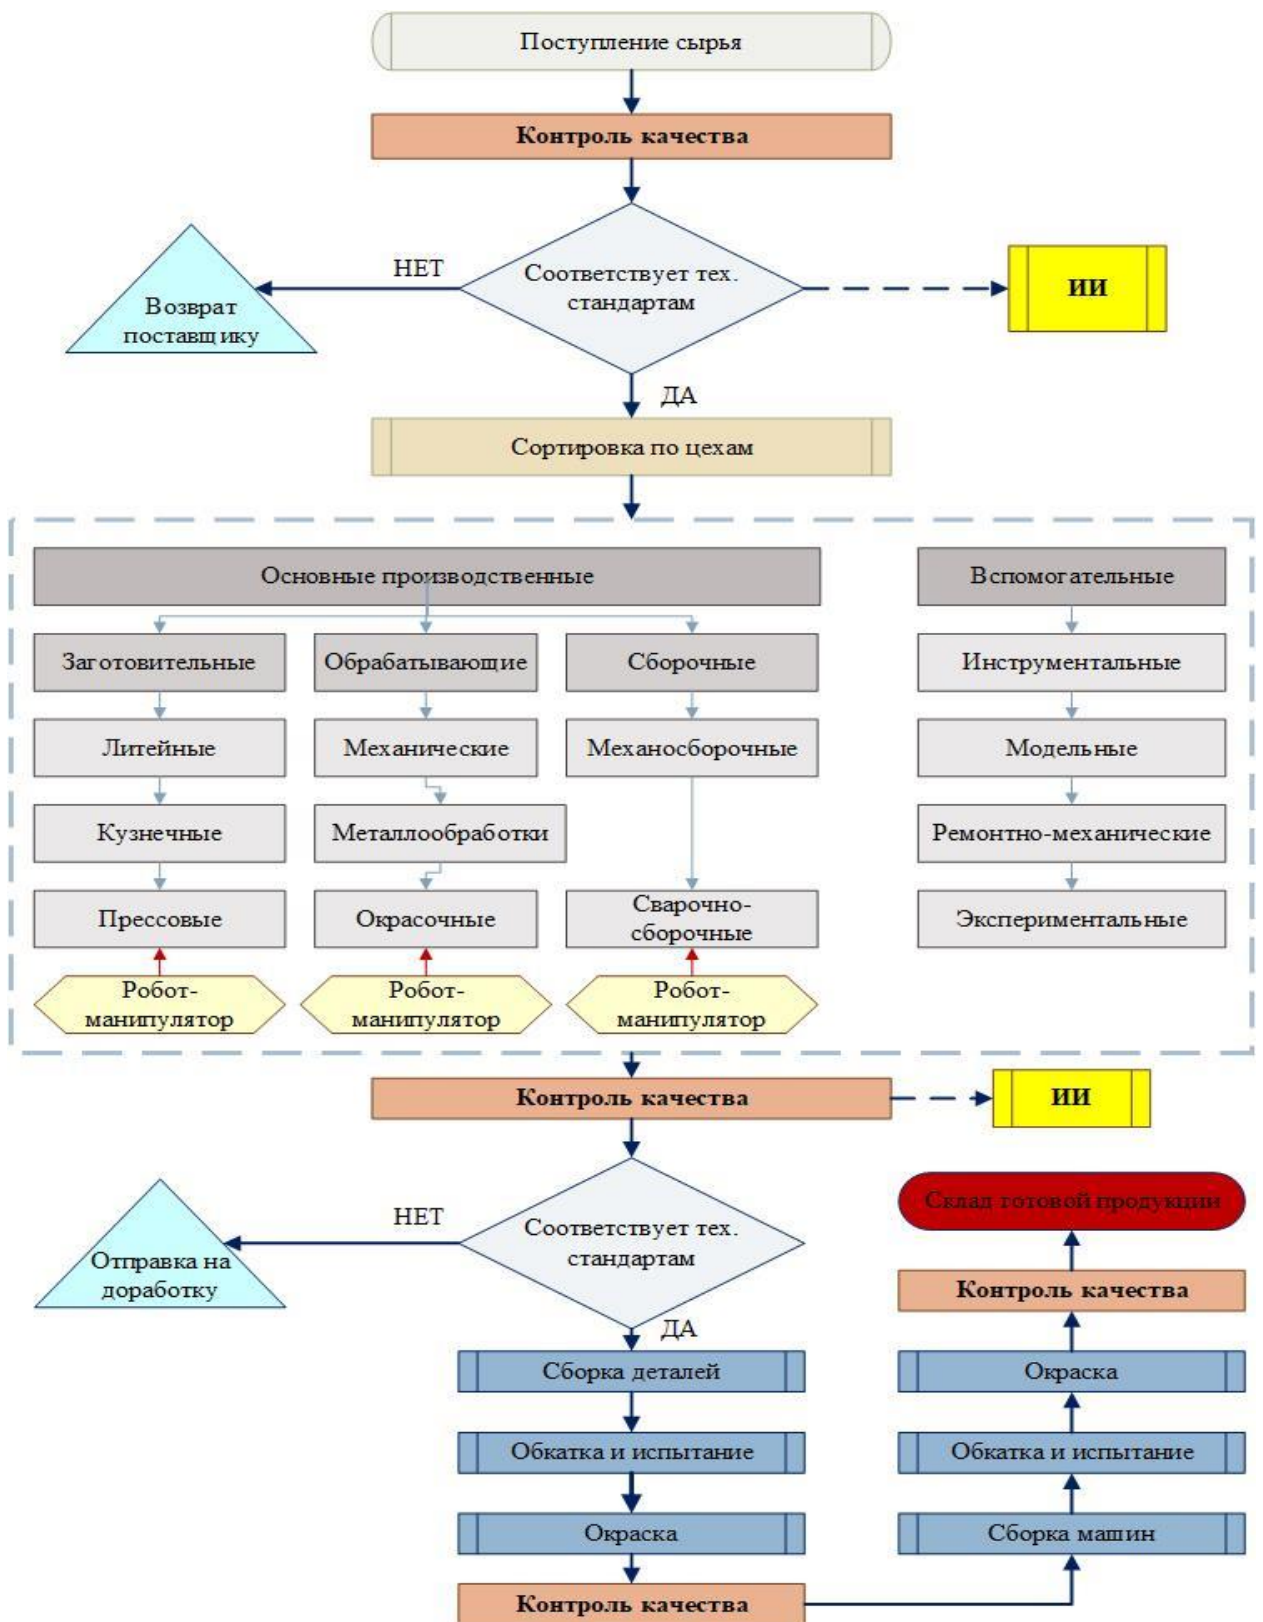 Поступление сырья
Контроль качества
НЕТ
Соответствует тех.
стандартам
ИИ
Возврат
поставщику
ДА
Сортировка по цехам
Основные производственные
Вспомогательные
Заготовительные
Обрабатывающие
Сборочные
Инструментальные
Литейные
Механические
Механосборочные
Модельные
Кузнечные
Металлообработки
Ремонтно-механические
Прессовые
Окрасочные
Сварочно-
сборочные
Экспериментальные
Робот-
манипулятор
Робот-
манипулятор
Робот-
манипулятор
Контроль качества
ИИ
НЕТ
Соответствует тех.
стандартам
Склад готовой продукции
Отправка на
доработку
Контроль качества
ДА
Сборка деталей
Окраска
Обкатка и испытание
Обкатка и испытание
Окраска
Сборка машин
Контроль качества